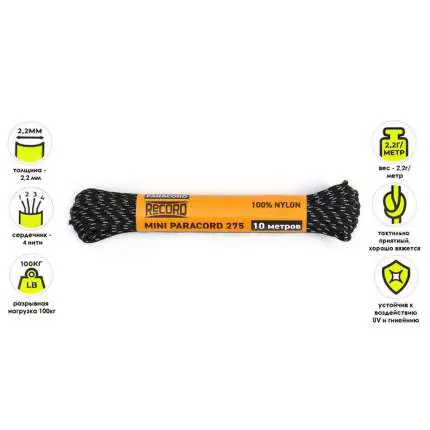 2,2ММ
толщина -
2,2 мм
2 3 4
сердечник -
4 нити
100КГ
LB
разрывная
нагрузка 100кг
PARACORD
RECORD
100% NYLON
MINI PARACORD 275
10 метров
2,2Г/
МЕТР
вес - 2,2г/
метр
тактильно
приятный,
хорошо вяжется
устойчив к
воздействию
UV и гниению